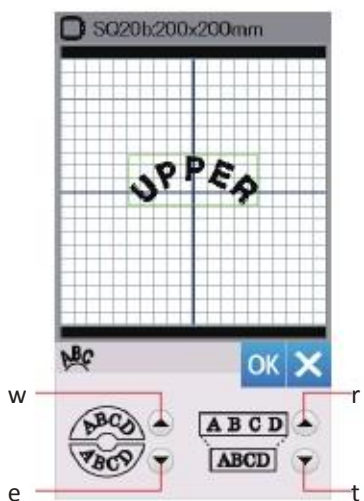 SQ20b:200x200mm
UPPER
ABC
OK X
w
ABCD
A B C D
r
ABCD
ABCD
e
t